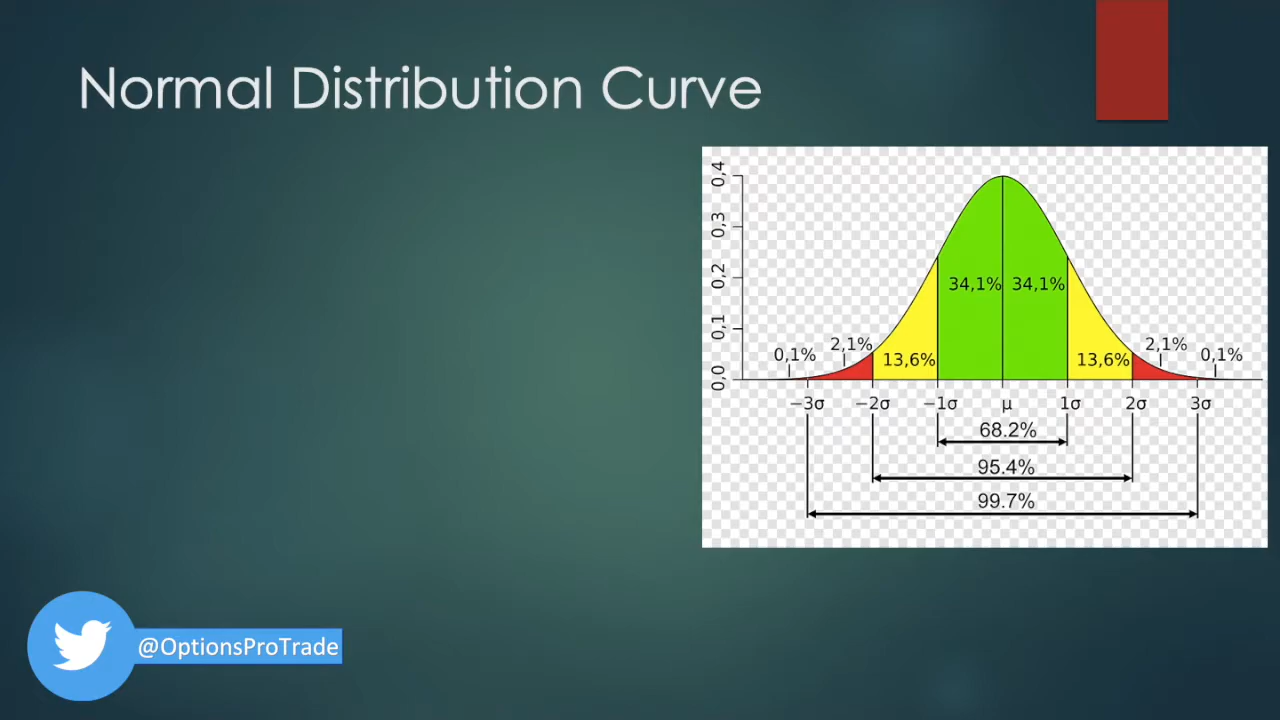 Normal Distribution Curve
0,4
0,3
0,2
0,1
0,0
34,1% 34,1%
0,1% 2,1% 13,6% 13,6% 2,1% 0,1%
−3σ −2σ −1σ μ 1σ 2σ 3σ
68.2%
95.4%
99.7%
@OptionsProTrade